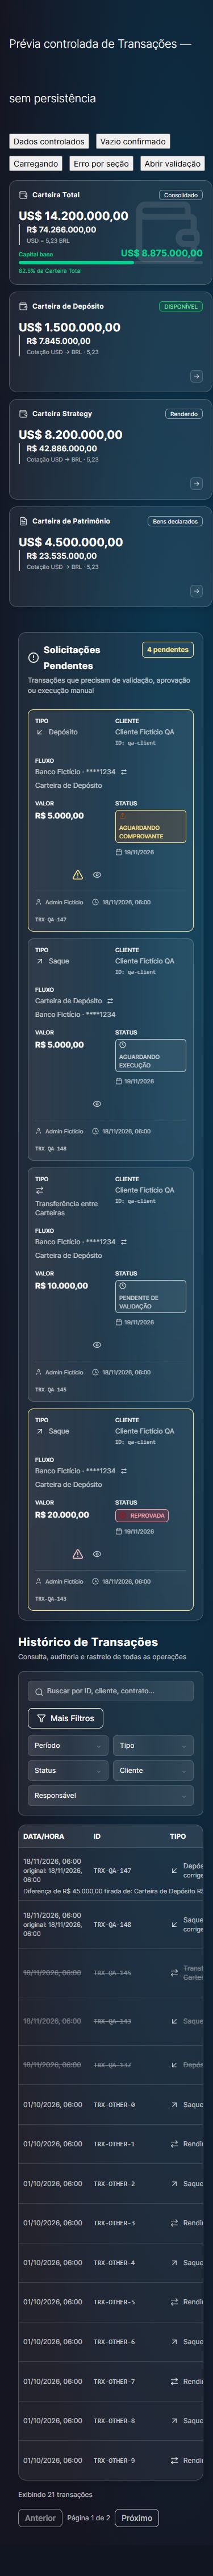 Prévia controlada de Transações —
sem persistência
Dados controlados Vazio confirmado
Carregando Erro por seção Abrir validação
Carteira Total Consolidado
US$ 14.200.000,00
R$ 74.266.000,00
USD = 5,23 BRL
Capital base US$ 8.875.000,00
62.5% da Carteira Total
Carteira de Depósito DISPONÍVEL
US$ 1.500.000,00
R$ 7.845.000,00
Cotação USD → BRL · 5,23
Carteira Strategy Rendendo
US$ 8.200.000,00
R$ 42.886.000,00
Cotação USD → BRL · 5,23
Carteira de Patrimônio Bens declarados
US$ 4.500.000,00
R$ 23.535.000,00
Cotação USD → BRL · 5,23
Solicitações
Pendentes
4 pendentes
Transações que precisam de validação, aprovação
ou execução manual
TIPO CLIENTE
Depósito Cliente Fictício QA
ID: qa-client
FLUXO
Banco Fictício · ****1234
Carteira de Depósito
VALOR STATUS
R$ 5.000,00
AGUARDANDO
COMPROVANTE
19/11/2026
Admin Fictício 18/11/2026, 06:00
TRX-QA-147
TIPO CLIENTE
Saque Cliente Fictício QA
ID: qa-client
FLUXO
Carteira de Depósito
Banco Fictício · ****1234
VALOR STATUS
R$ 5.000,00
AGUARDANDO
EXECUÇÃO
19/11/2026
Admin Fictício 18/11/2026, 06:00
TRX-QA-148
TIPO CLIENTE
Cliente Fictício QA
Transferência entre
Carteiras
ID: qa-client
FLUXO
Banco Fictício · ****1234
Carteira de Depósito
VALOR STATUS
R$ 10.000,00
PENDENTE DE
VALIDAÇÃO
19/11/2026
Admin Fictício 18/11/2026, 06:00
TRX-QA-145
TIPO CLIENTE
Saque Cliente Fictício QA
ID: qa-client
FLUXO
Banco Fictício · ****1234
Carteira de Depósito
VALOR STATUS
R$ 20.000,00 REPROVADA
19/11/2026
Admin Fictício 18/11/2026, 06:00
TRX-QA-143
Histórico de Transações
Consulta, auditoria e rastreio de todas as operações
Buscar por ID, cliente, contrato...
Mais Filtros
Período Tipo
Status Cliente
Responsável
DATA/HORA ID TIPO
18/11/2026, 06:00
original: 18/11/2026,
06:00
TRX-QA-147 Depós
corrige
Diferença de R$ 45.000,00 tirada de: Carteira de Depósito R$
18/11/2026, 06:00
original: 18/11/2026,
06:00
TRX-QA-148 Saque
corrige
18/11/2026, 06:00 TRX-QA-145 Transf
Cartei
18/11/2026, 06:00 TRX-QA-143 Saque
18/11/2026, 06:00 TRX-QA-137 Depós
01/10/2026, 06:00 TRX-OTHER-0 Saque
01/10/2026, 06:00 TRX-OTHER-1 Rendi
01/10/2026, 06:00 TRX-OTHER-2 Saque
01/10/2026, 06:00 TRX-OTHER-3 Rendi
01/10/2026, 06:00 TRX-OTHER-4 Saque
01/10/2026, 06:00 TRX-OTHER-5 Rendi
01/10/2026, 06:00 TRX-OTHER-6 Saque
01/10/2026, 06:00 TRX-OTHER-7 Rendi
01/10/2026, 06:00 TRX-OTHER-8 Saque
01/10/2026, 06:00 TRX-OTHER-9 Rendi
Exibindo 21 transações
Anterior Página 1 de 2 Próximo